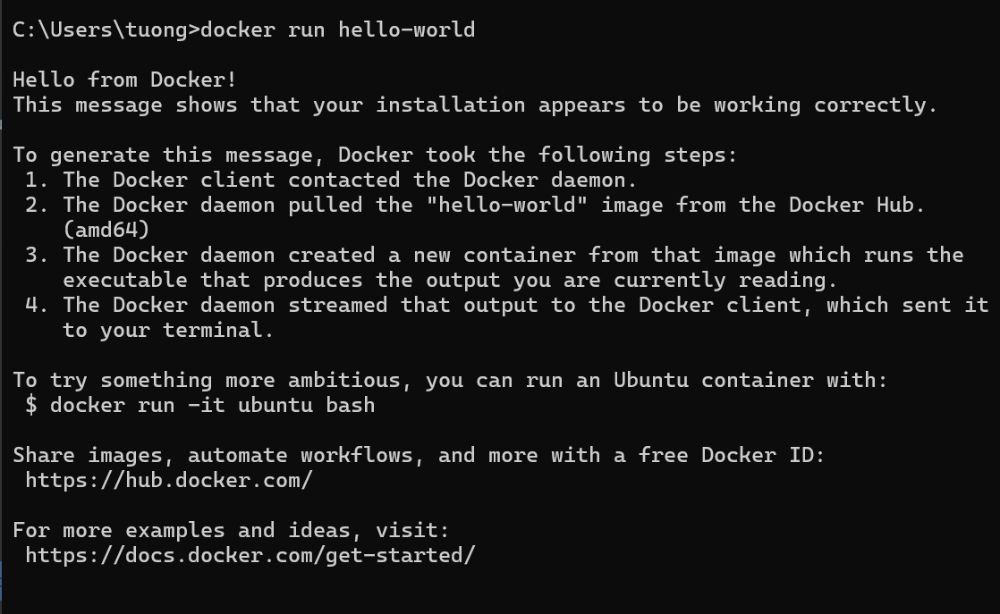 C:\Users\tuong>docker run hello-world
Hello from Docker!
This message shows that your installation appears to be working correctly.
To generate this message, Docker took the following steps:
1. The Docker client contacted the Docker daemon.
2. The Docker daemon pulled the "hello-world" image from the Docker Hub.
(amd64)
3. The Docker daemon created a new container from that image which runs the
executable that produces the output you are currently reading.
4. The Docker daemon streamed that output to the Docker client, which sent it
to your terminal.
To try something more ambitious, you can run an Ubuntu container with:
$ docker run -it ubuntu bash
Share images, automate workflows, and more with a free Docker ID:
https://hub.docker.com/
For more examples and ideas, visit:
https://docs.docker.com/get-started/